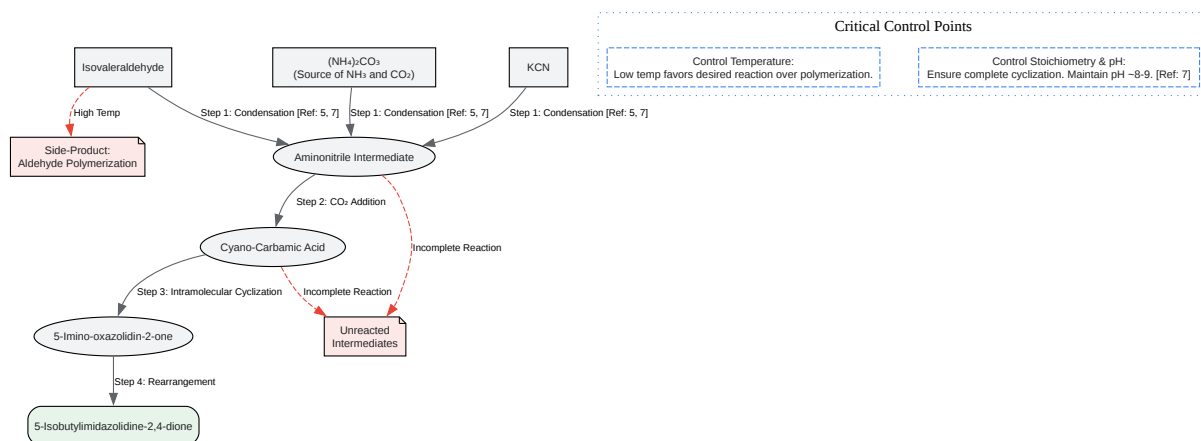 Critical Control Points
Isovaleraldehyde
(NH₄)₂CO₃
(Source of NH₃ and CO₂)
KCN
Control Temperature:
Low temp favors desired reaction over polymerization.
Control Stoichiometry & pH:
Ensure complete cyclization. Maintain pH ~8-9. [Ref: 7]
High Temp
Step 1: Condensation [Ref: 5, 7]
Step 1: Condensation [Ref: 5, 7]
Step 1: Condensation [Ref: 5, 7]
Side-Product:
Aldehyde Polymerization
Aminonitrile Intermediate
Step 2: CO₂ Addition
Cyano-Carbamic Acid
Incomplete Reaction
Step 3: Intramolecular Cyclization
Incomplete Reaction
5-Imino-oxazolidin-2-one
Unreacted
Intermediates
Step 4: Rearrangement
5-Isobutylimidazolidine-2,4-dione